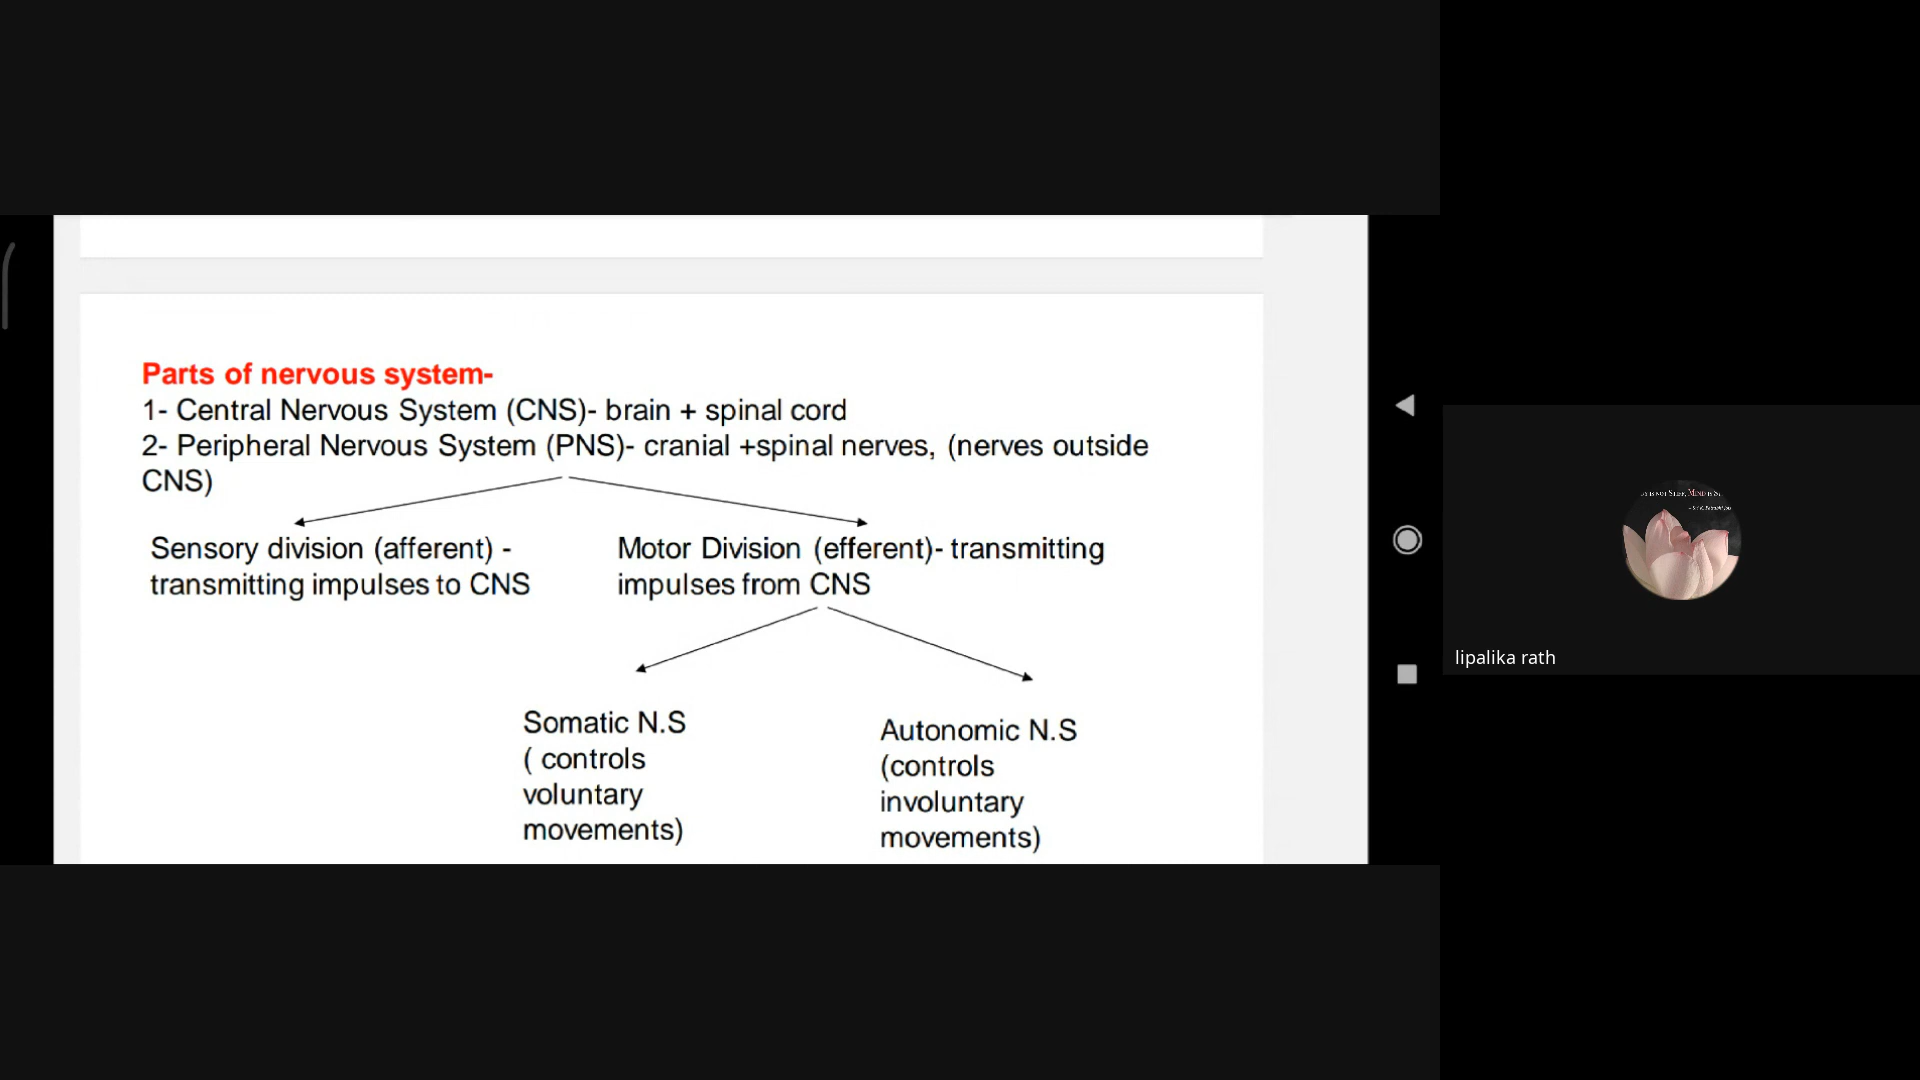 Parts of nervous system-
1- Central Nervous System (CNS)- brain + spinal cord
2- Peripheral Nervous System (PNS)- cranial +spinal nerves, (nerves outside
CNS)
Sensory division (afferent) -
transmitting impulses to CNS
Motor Division (efferent)- transmitting
impulses from CNS
Somatic N.S
( controls
voluntary
movements)
Autonomic N.S
(controls
involuntary
movements)
lipalika rath